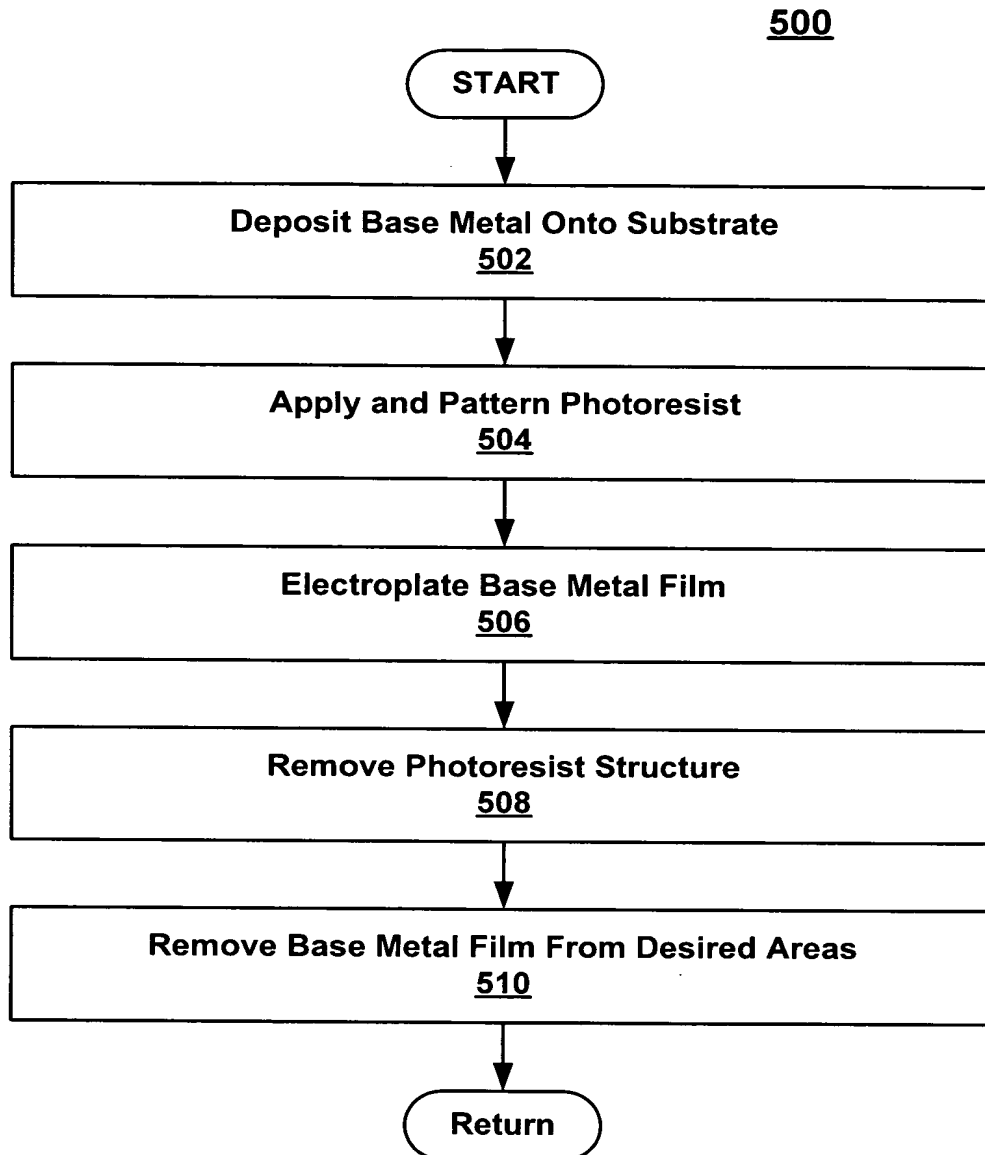 500
START
Deposit Base Metal Onto Substrate
502
Apply and Pattern Photoresist
504
Electroplate Base Metal Film
506
Remove Photoresist Structure
508
Remove Base Metal Film From Desired Areas
510
Return